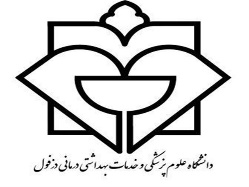 دانشگاه علوم پزشکی و خدمات بهداشتی درمانی دزفول